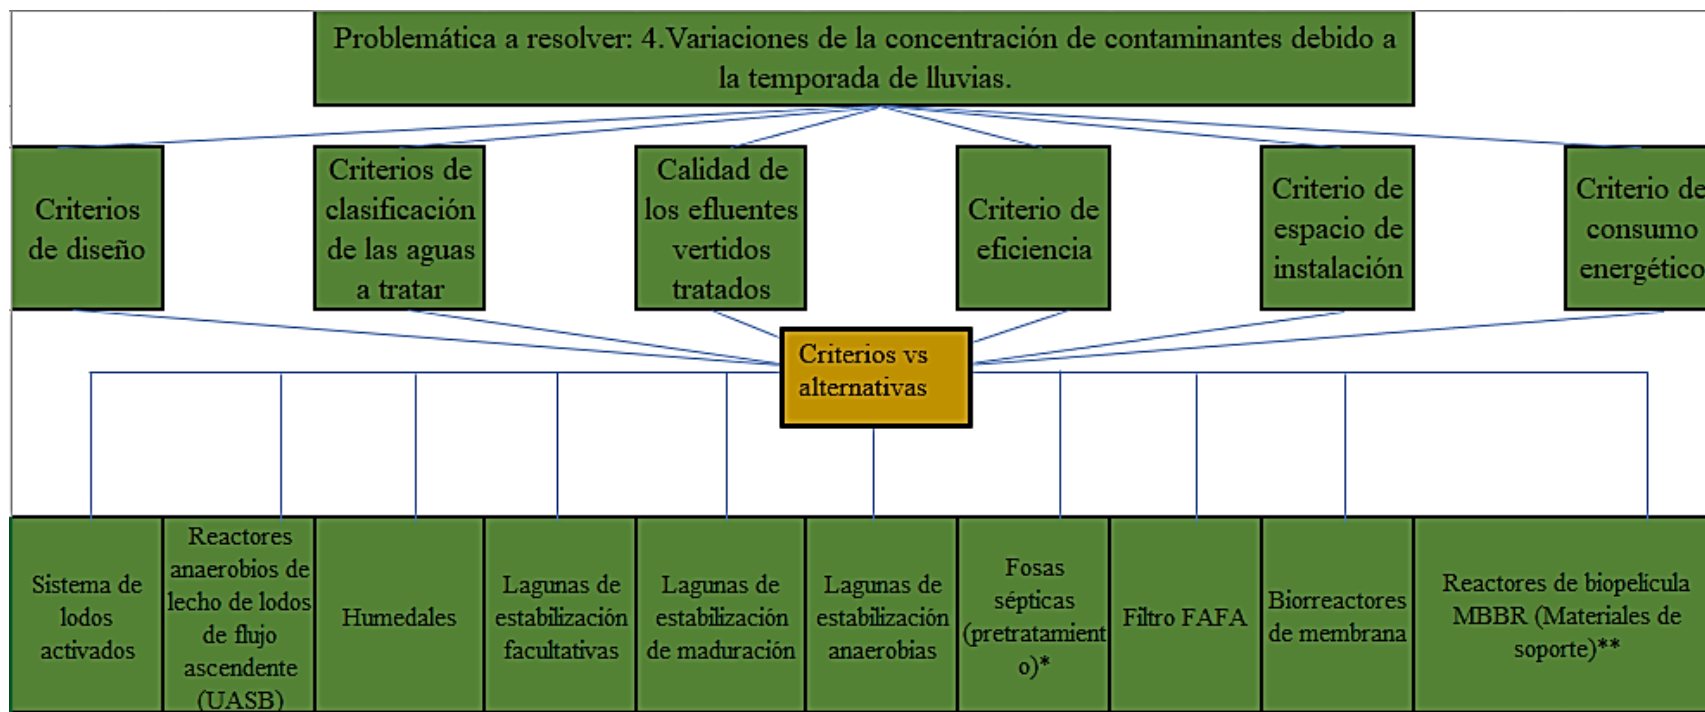 Problemática a resolver: 4.Variaciones de la concentración de contaminantes debido a
la temporada de lluvias.
Criterios
de diseño
Criterios de
clasificación
de las aguas
a tratar
Calidad de
los efluentes
vertidos
tratados
Criterio de
eficiencia
Criterio de
espacio de
instalación
Criterio de
consumo
energético
Criterios vs
alternativas
Sistema de
lodos
activados
Reactores
anaerobios de
lecho de lodos
de flujo
ascendente
(UASB)
Humedales
Lagunas de
estabilización
facultativas
Lagunas de
estabilización
de maduración
Lagunas de
estabilización
anaerobias
Fosas
sépticas
(pretratamient
o)*
Filtro FAFA
Biorreactores
de membrana
Reactores de biopelícula
MBBR (Materiales de
soporte)**